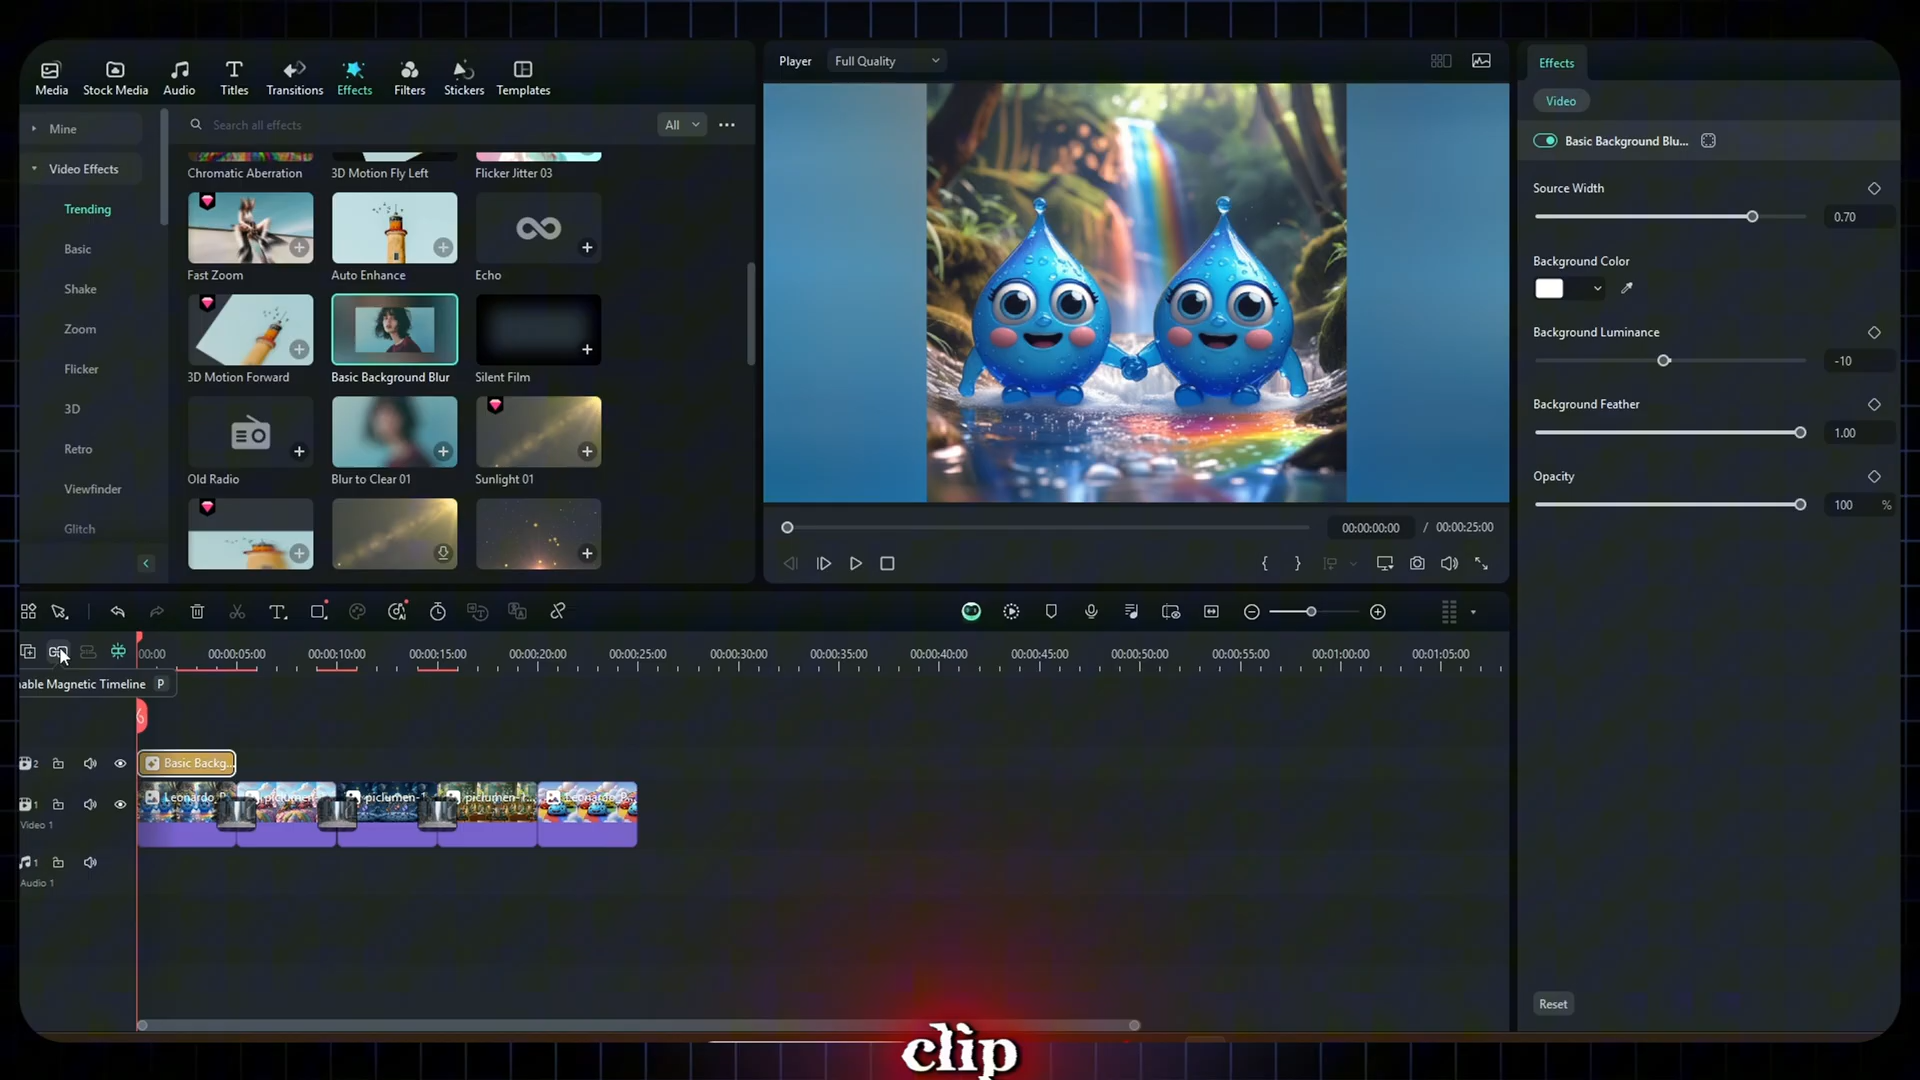 Media
Stock Media
Audio
Titles
Transitions
Effects
Filters
Stickers
Templates
Mine
Video Effects
Trending
Basic
Shake
Zoom
Flicker
3D
Retro
Viewfinder
Glitch
Search all effects
All
Chromatic Aberration
3D Motion Fly Left
Flicker Jitter 03
Fast Zoom
Auto Enhance
Echo
3D Motion Forward
Basic Background Blur
Silent Film
Old Radio
Blur to Clear 01
Sunlight 01
Player
Full Quality
00:00:00:00 / 00:00:25:00
Effects
Video
Basic Background Blu...
Source Width
0.70
Background Color
Background Luminance
-10
Background Feather
1.00
Opacity
100 %
Reset
00:00
00:00:05:00
00:00:10:00
00:00:15:00
00:00:20:00
00:00:25:00
00:00:30:00
00:00:35:00
00:00:40:00
00:00:45:00
00:00:50:00
00:00:55:00
00:01:00:00
00:01:05:00
able Magnetic Timeline P
2
Basic Backg...
1
Leonardo_P
piclumen-1
piclumen-1...
Leonardo_P...
Video 1
1
Audio 1
clip